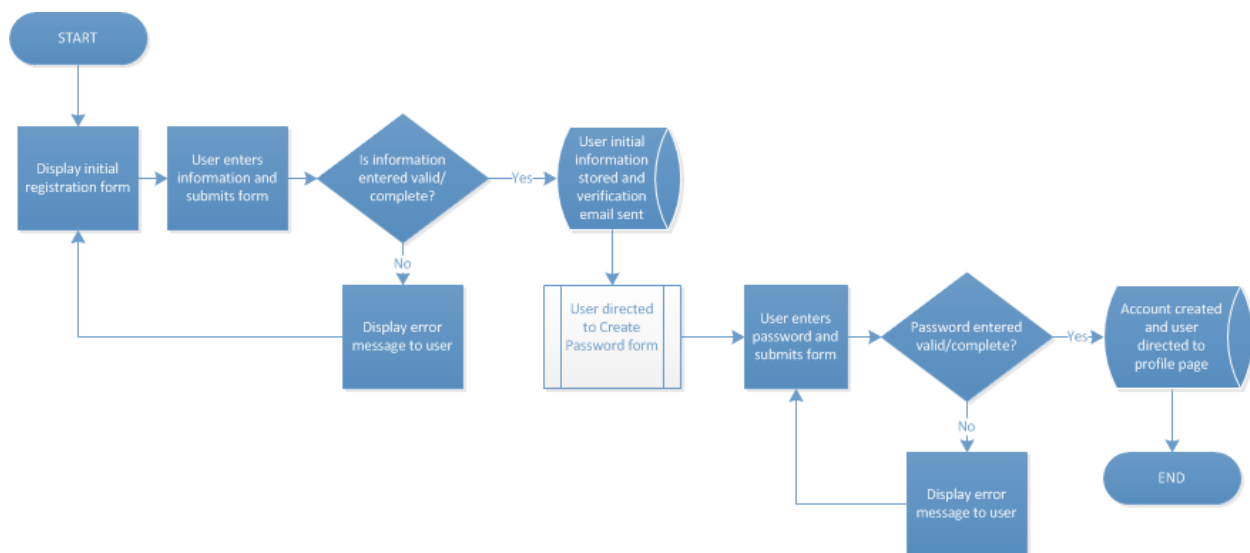 START
Display initial
registration form
User enters
information and
submits form
Is information
entered valid/
complete?
Yes
User initial
information
stored and
verification
email sent
No
Display error
message to user
User directed
to Create
Password form
User enters
password and
submits form
Password entered
valid/complete?
Yes
Account created
and user
directed to
profile page
No
Display error
message to user
END